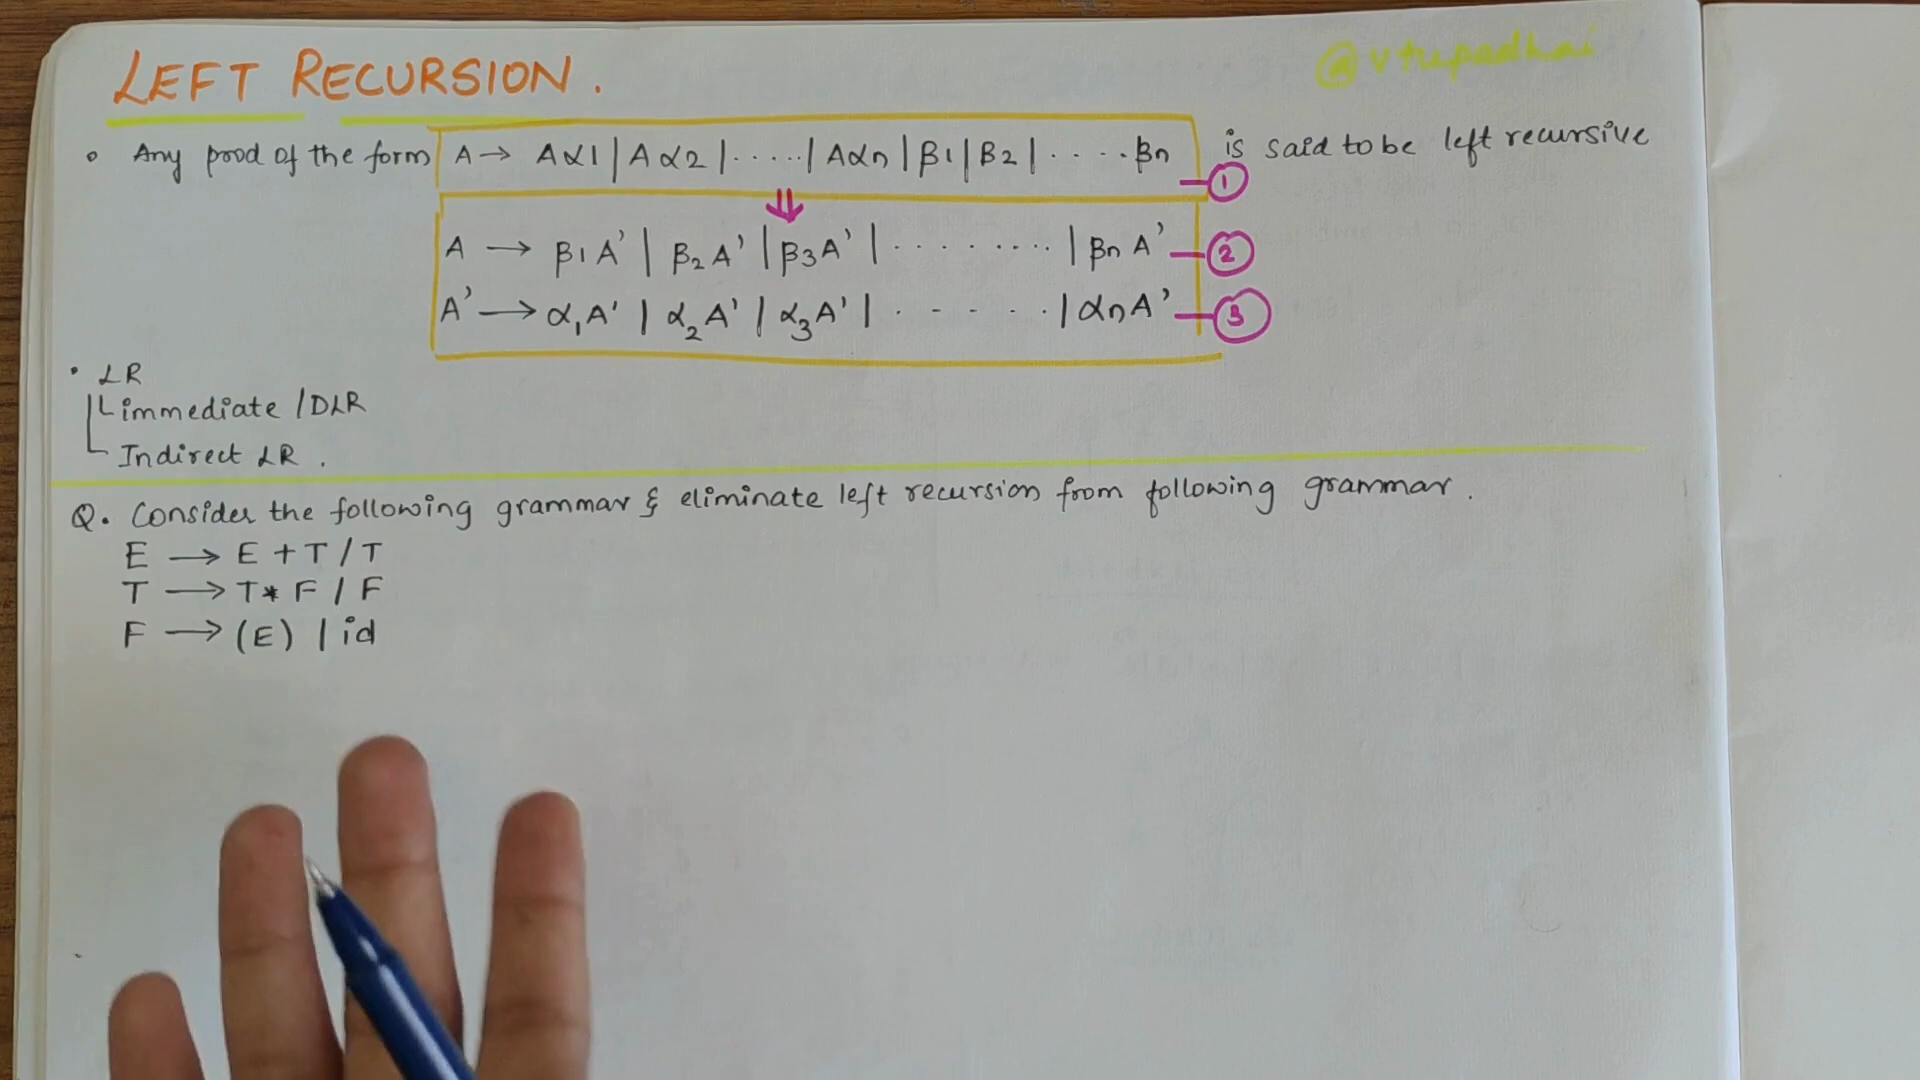 LEFT RECURSION.
@vtupadhai
• Any prod of the form A → Aα1 | Aα2 | ..... | Aαn | β1 | β2 | .... βn is said to be left recursive
①
⇓
A → β1A' | β2A' | β3A' | ........ | βnA' ②
A' → α1A' | α2A' | α3A' | ..... | αnA' ③
• LR
immediate / DLR
Indirect LR.
Q. Consider the following grammar & eliminate left recursion from following grammar.
E → E + T / T
T → T * F / F
F → (E) | id